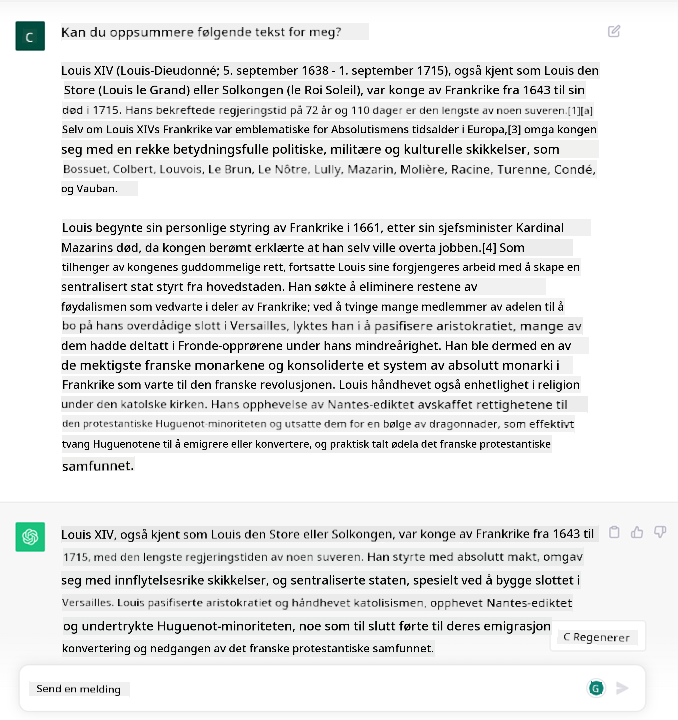 C
Kan du oppsummere følgende tekst for meg?
Louis XIV (Louis-Dieudonné; 5. september 1638 - 1. september 1715), også kjent som Louis den
Store (Louis le Grand) eller Solkongen (le Roi Soleil), var konge av Frankrike fra 1643 til sin
død i 1715. Hans bekreftede regjeringstid på 72 år og 110 dager er den lengste av noen suveren.[1][a]
Selv om Louis XIVs Frankrike var emblematiske for Absolutismens tidsalder i Europa,[3] omga kongen
seg med en rekke betydningsfulle politiske, militære og kulturelle skikkelser, som
Bossuet, Colbert, Louvois, Le Brun, Le Nôtre, Lully, Mazarin, Molière, Racine, Turenne, Condé,
og Vauban.
Louis begynte sin personlige styring av Frankrike i 1661, etter sin sjefsminister Kardinal
Mazarins død, da kongen berømt erklærte at han selv ville overta jobben.[4] Som
tilhenger av kongenes guddommelige rett, fortsatte Louis sine forgjengeres arbeid med å skape en
sentralisert stat styrt fra hovedstaden. Han søkte å eliminere restene av
føydalismen som vedvarte i deler av Frankrike; ved å tvinge mange medlemmer av adelen til å
bo på hans overdådige slott i Versailles, lyktes han i å pasifisere aristokratiet, mange av
dem hadde deltatt i Fronde-opprørene under hans mindreårighet. Han ble dermed en av
de mektigste franske monarkene og konsoliderte et system av absolutt monarki i
Frankrike som varte til den franske revolusjonen. Louis håndhevet også enhetlighet i religion
under den katolske kirken. Hans opphevelse av Nantes-ediktet avskaffet rettighetene til
den protestantiske Huguenot-minoriteten og utsatte dem for en bølge av dragonnader, som effektivt
tvang Huguenotene til å emigrere eller konvertere, og praktisk talt ødela det franske protestantiske
samfunnet.
Louis XIV, også kjent som Louis den Store eller Solkongen, var konge av Frankrike fra 1643 til
1715, med den lengste regjeringstiden av noen suveren. Han styrte med absolutt makt, omgav
seg med innflytelsesrike skikkelser, og sentraliserte staten, spesielt ved å bygge slottet i
Versailles. Louis pasifiserte aristokratiet og håndhevet katolisismen, opphevet Nantes-ediktet
og undertrykte Huguenot-minoriteten, noe som til slutt førte til deres emigrasjon
konvertering og nedgangen av det franske protestantiske samfunnet.
C Regenerer
Send en melding
G